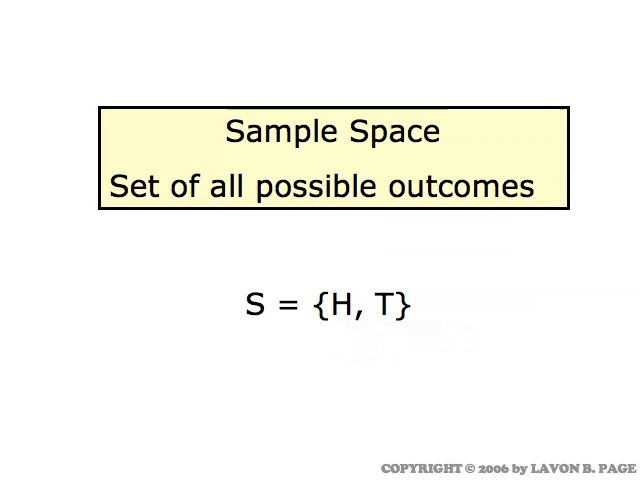 Sample Space
Set of all possible outcomes
S = {H, T}
COPYRIGHT © 2006 by LAVON B. PAGE